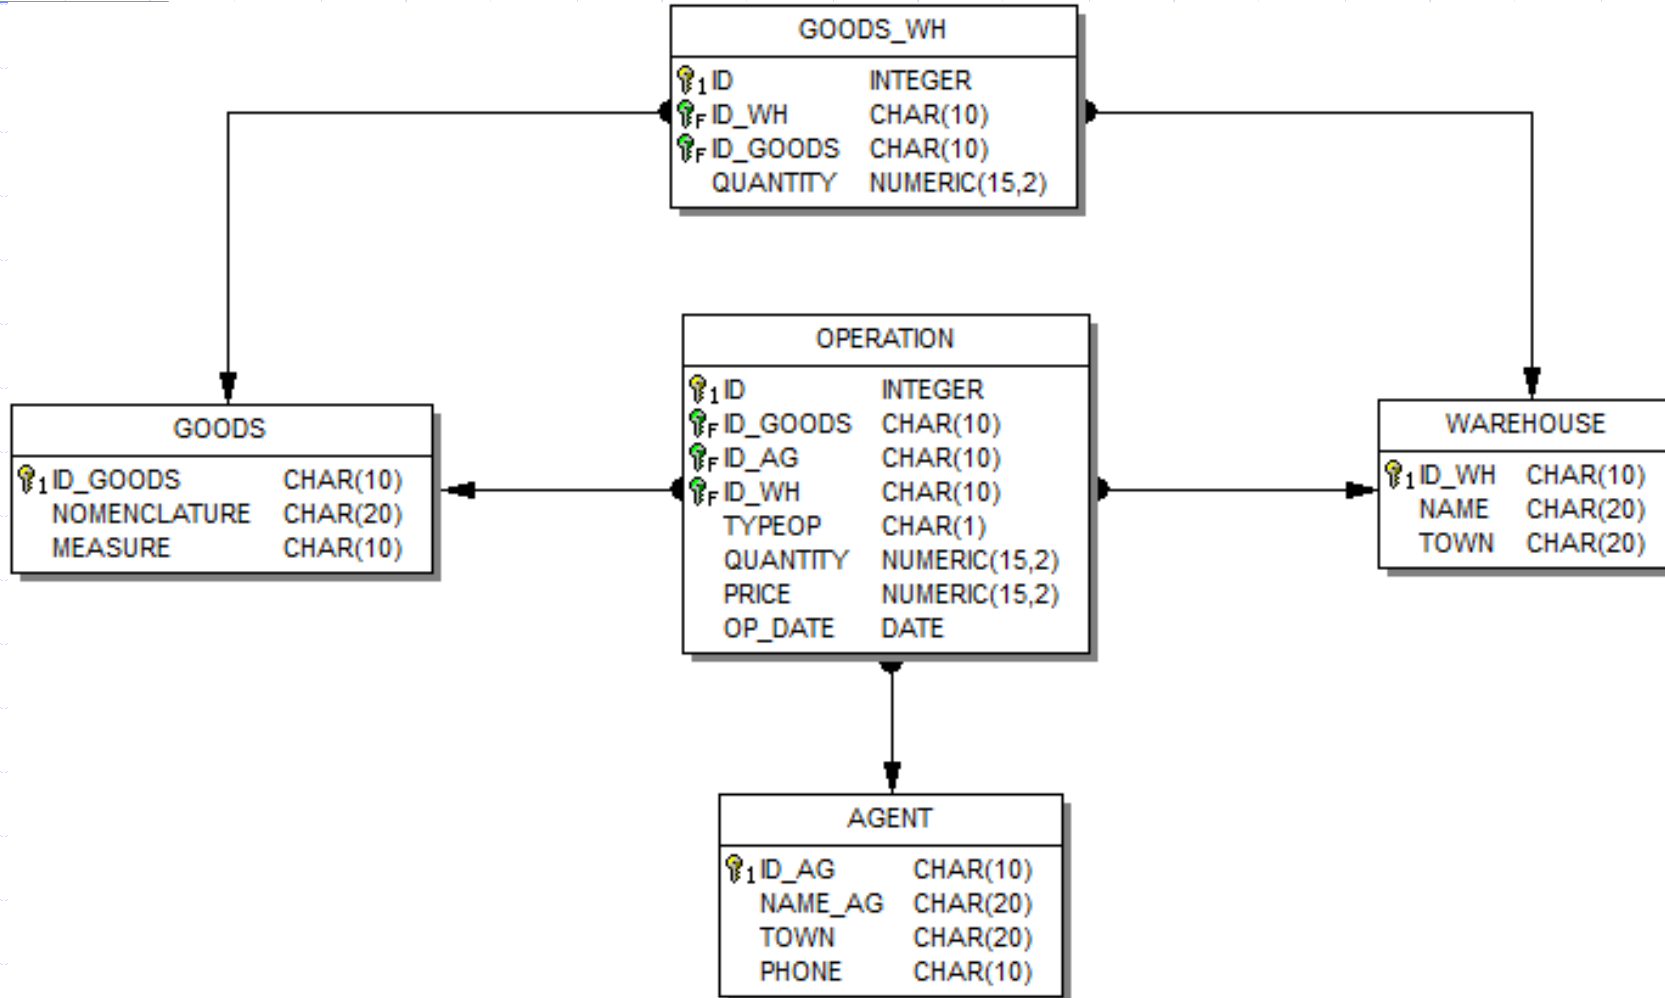 GOODS_WH
1 ID INTEGER
F ID_WH CHAR(10)
F ID_GOODS CHAR(10)
QUANTITY NUMERIC(15,2)
OPERATION
1 ID INTEGER
F ID_GOODS CHAR(10)
F ID_AG CHAR(10)
F ID_WH CHAR(10)
TYPEOP CHAR(1)
QUANTITY NUMERIC(15,2)
PRICE NUMERIC(15,2)
OP_DATE DATE
GOODS
1 ID_GOODS CHAR(10)
NOMENCLATURE CHAR(20)
MEASURE CHAR(10)
WAREHOUSE
1 ID_WH CHAR(10)
NAME CHAR(20)
TOWN CHAR(20)
AGENT
1 ID_AG CHAR(10)
NAME_AG CHAR(20)
TOWN CHAR(20)
PHONE CHAR(10)